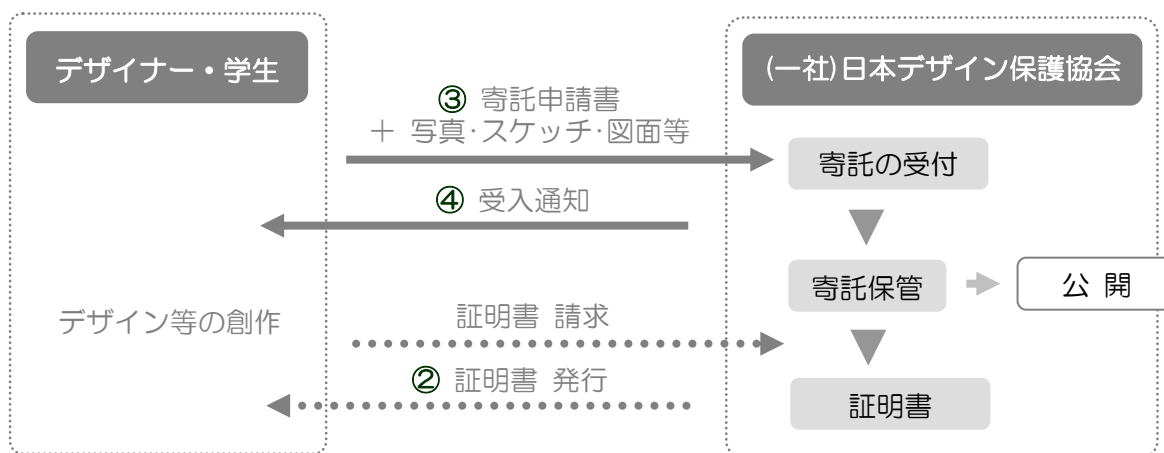 デザイナー・学生
(一社)日本デザイン保護協会
③ 寄託申請書
＋ 写真・スケッチ・図面等
寄託の受付
④ 受入通知
寄託保管
公 開
デザイン等の創作
証明書 請求
② 証明書 発行
証明書